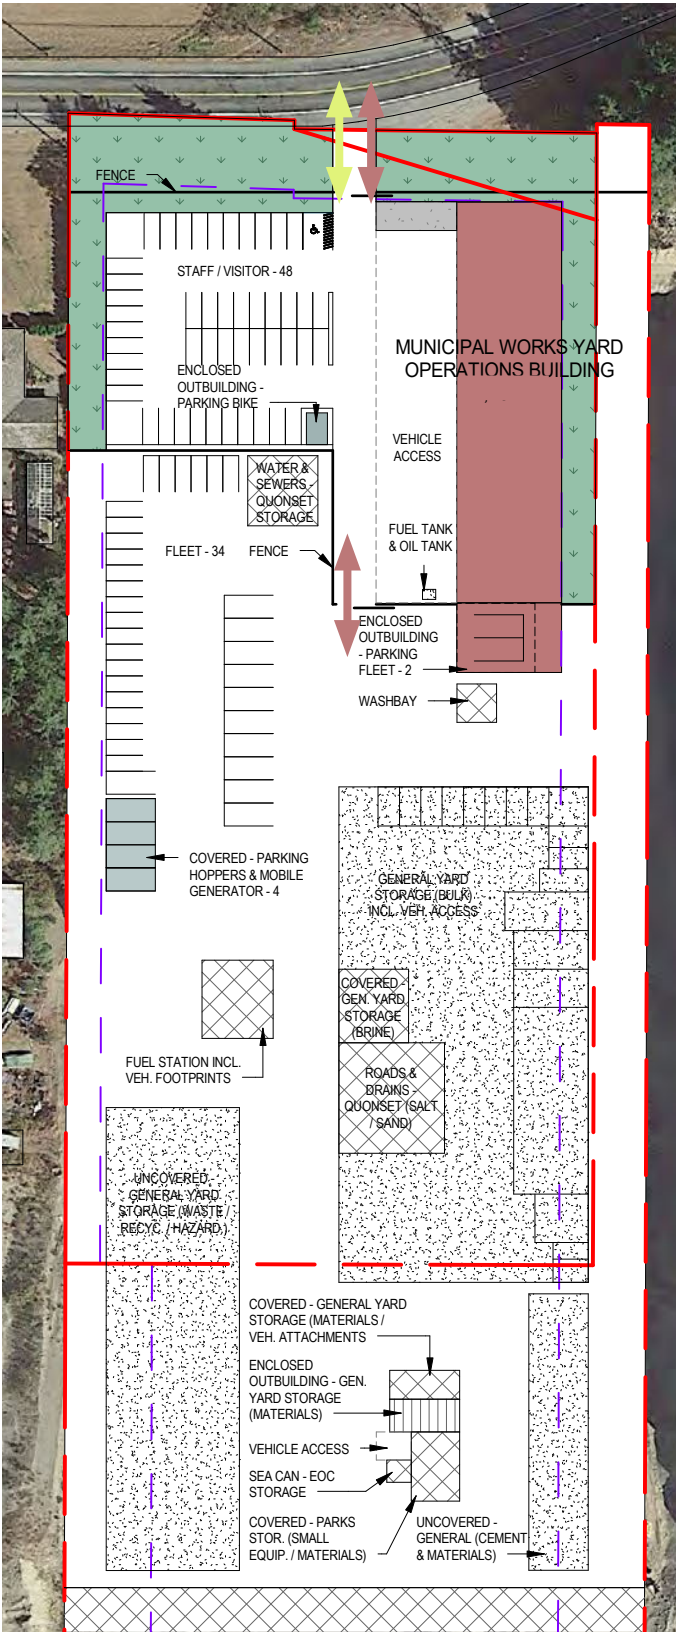 FENCE
STAFF / VISITOR - 48
MUNICIPAL WORKS YARD
OPERATIONS BUILDING
ENCLOSED
OUTBUILDING -
PARKING BIKE
VEHICLE
ACCESS
WATER &
SEWERS -
QUONSET
STORAGE
FUEL TANK
& OIL TANK
FLEET - 34
FENCE
ENCLOSED
OUTBUILDING
- PARKING
FLEET - 2
WASHBAY
COVERED - PARKING
HOPPERS & MOBILE
GENERATOR - 4
GENERAL YARD
STORAGE (BULK)
INCL. VEH. ACCESS
COVERED -
GEN. YARD
STORAGE
(BRINE)
FUEL STATION INCL.
VEH. FOOTPRINTS
ROADS &
DRAINS -
QUONSET (SALT
/ SAND)
UNCOVERED -
GENERAL YARD
STORAGE (WASTE /
RECYC. / HAZARD.)
COVERED - GENERAL YARD
STORAGE (MATERIALS /
VEH. ATTACHMENTS
ENCLOSED
OUTBUILDING - GEN.
YARD STORAGE
(MATERIALS)
VEHICLE ACCESS
SEA CAN - EOC
STORAGE
COVERED - PARKS
STOR. (SMALL
EQUIP. / MATERIALS)
UNCOVERED -
GENERAL (CEMENT
& MATERIALS)